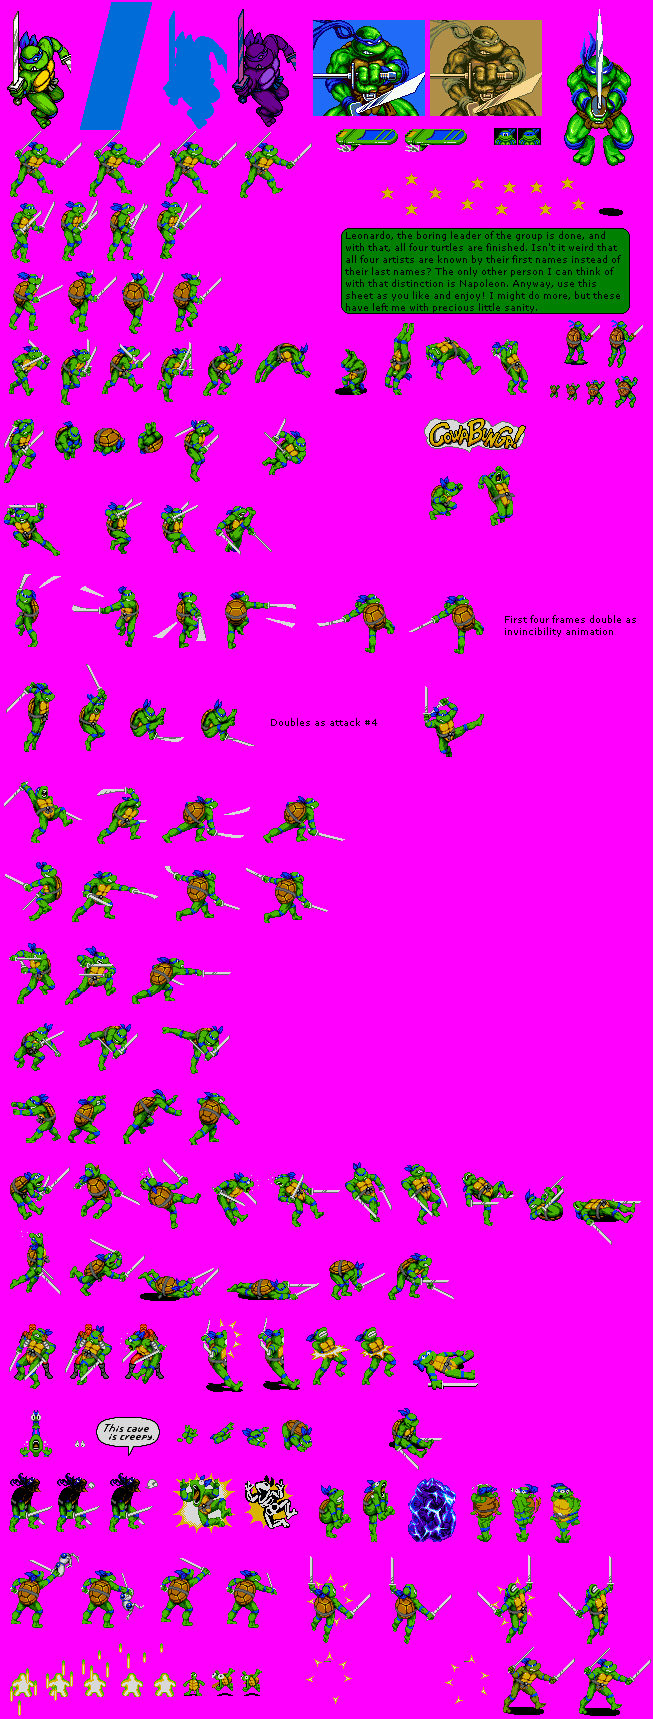 Leonardo, the boring leader of the group is done, and
with that, all four turtles are finished. Isn't it weird that
all four artists are known by their first names instead of
their last names? The only other person I can think of
with that distinction is Napoleon. Anyway, use this
sheet as you like and enjoy! I might do more, but these
have left me with precious little sanity.
COWABUNGA!
First four frames double as
invincibility animation
Doubles as attack #4
This cave
is creepy.